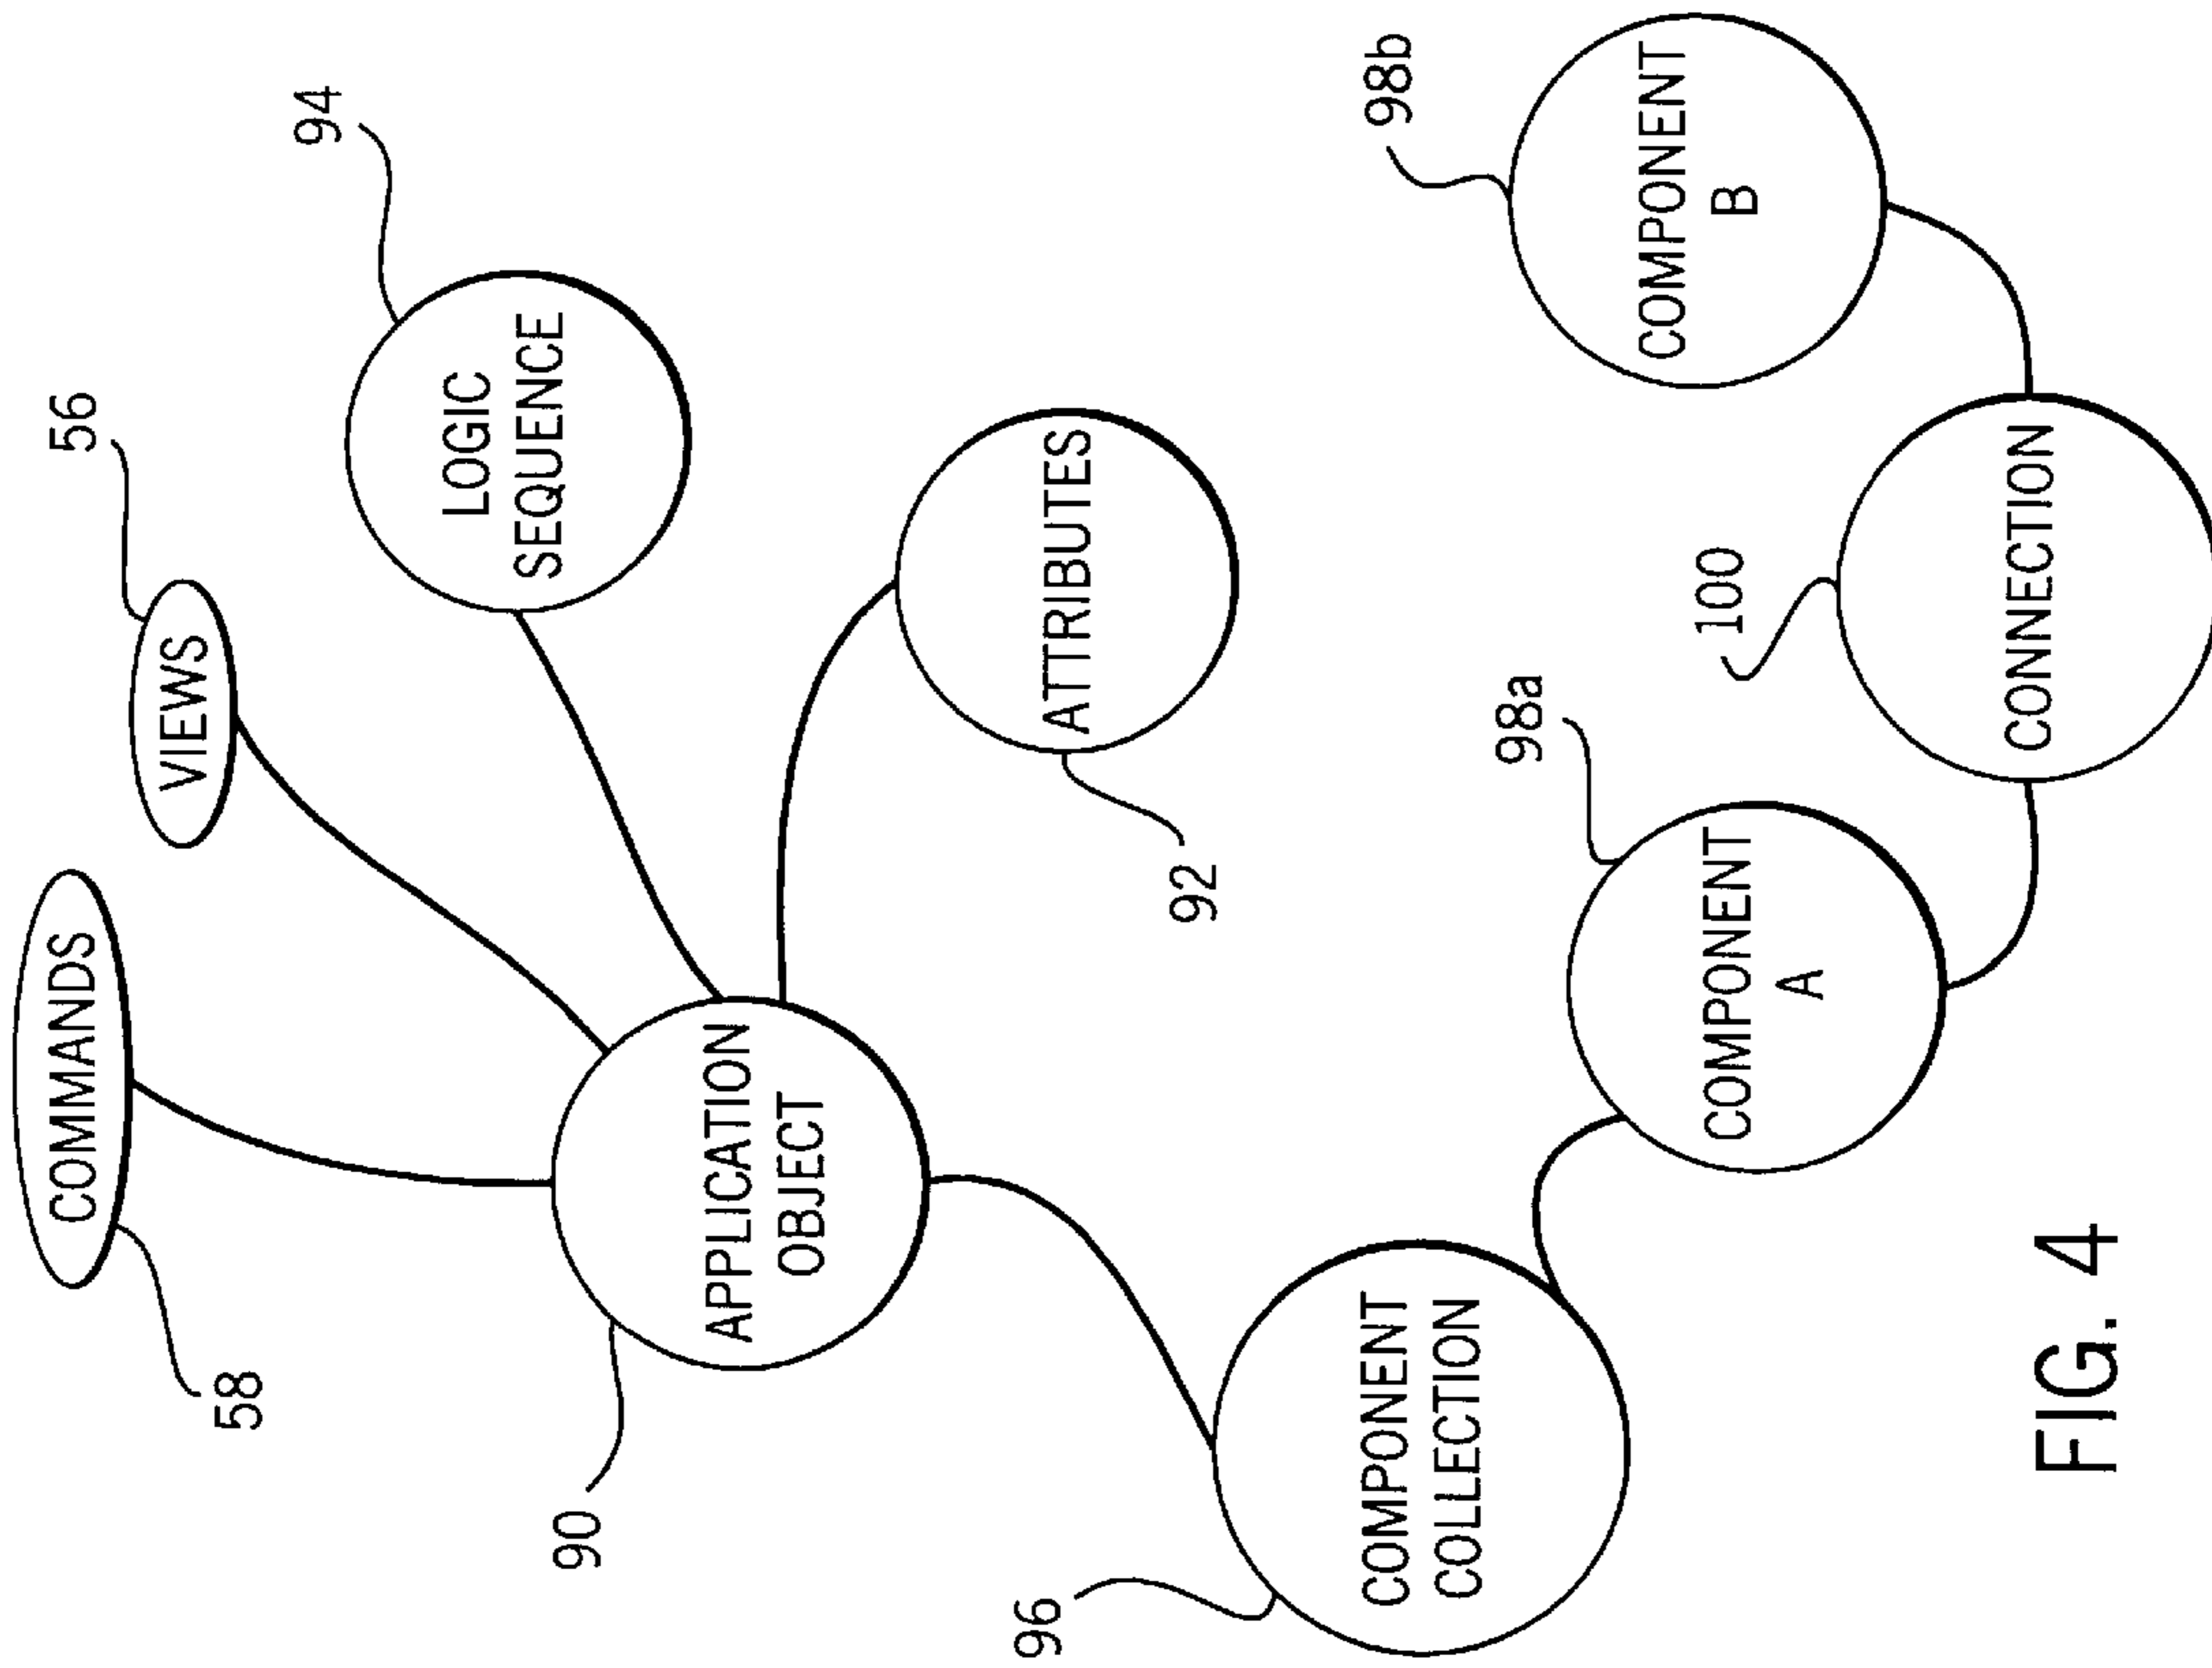 58
COMMANDS
VIEWS
56
94
LOGIC
SEQUENCE
90
APPLICATION
OBJECT
ATTRIBUTES
92
96
COMPONENT
COLLECTION
98a
COMPONENT
A
98b
COMPONENT
B
100
CONNECTION
FIG. 4